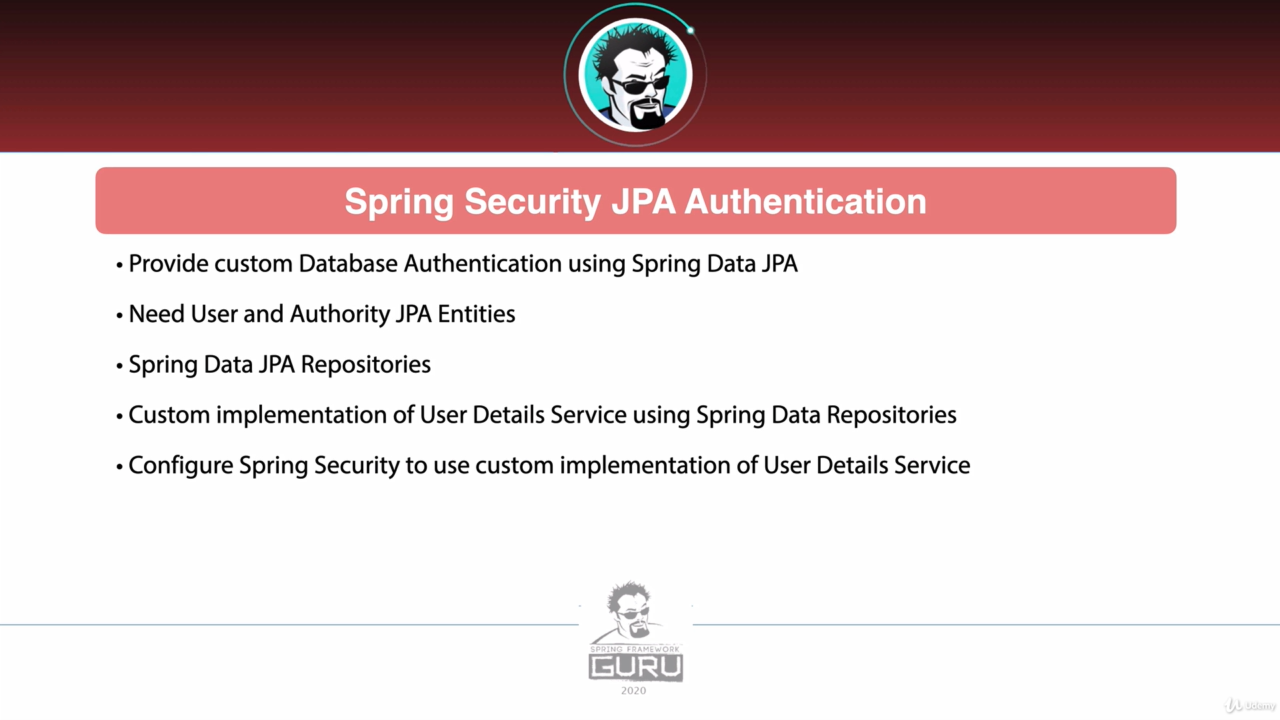 Spring Security JPA Authentication
• Provide custom Database Authentication using Spring Data JPA
• Need User and Authority JPA Entities
• Spring Data JPA Repositories
• Custom implementation of User Details Service using Spring Data Repositories
• Configure Spring Security to use custom implementation of User Details Service
SPRING FRAMEWORK
GURU
2020
Udemy